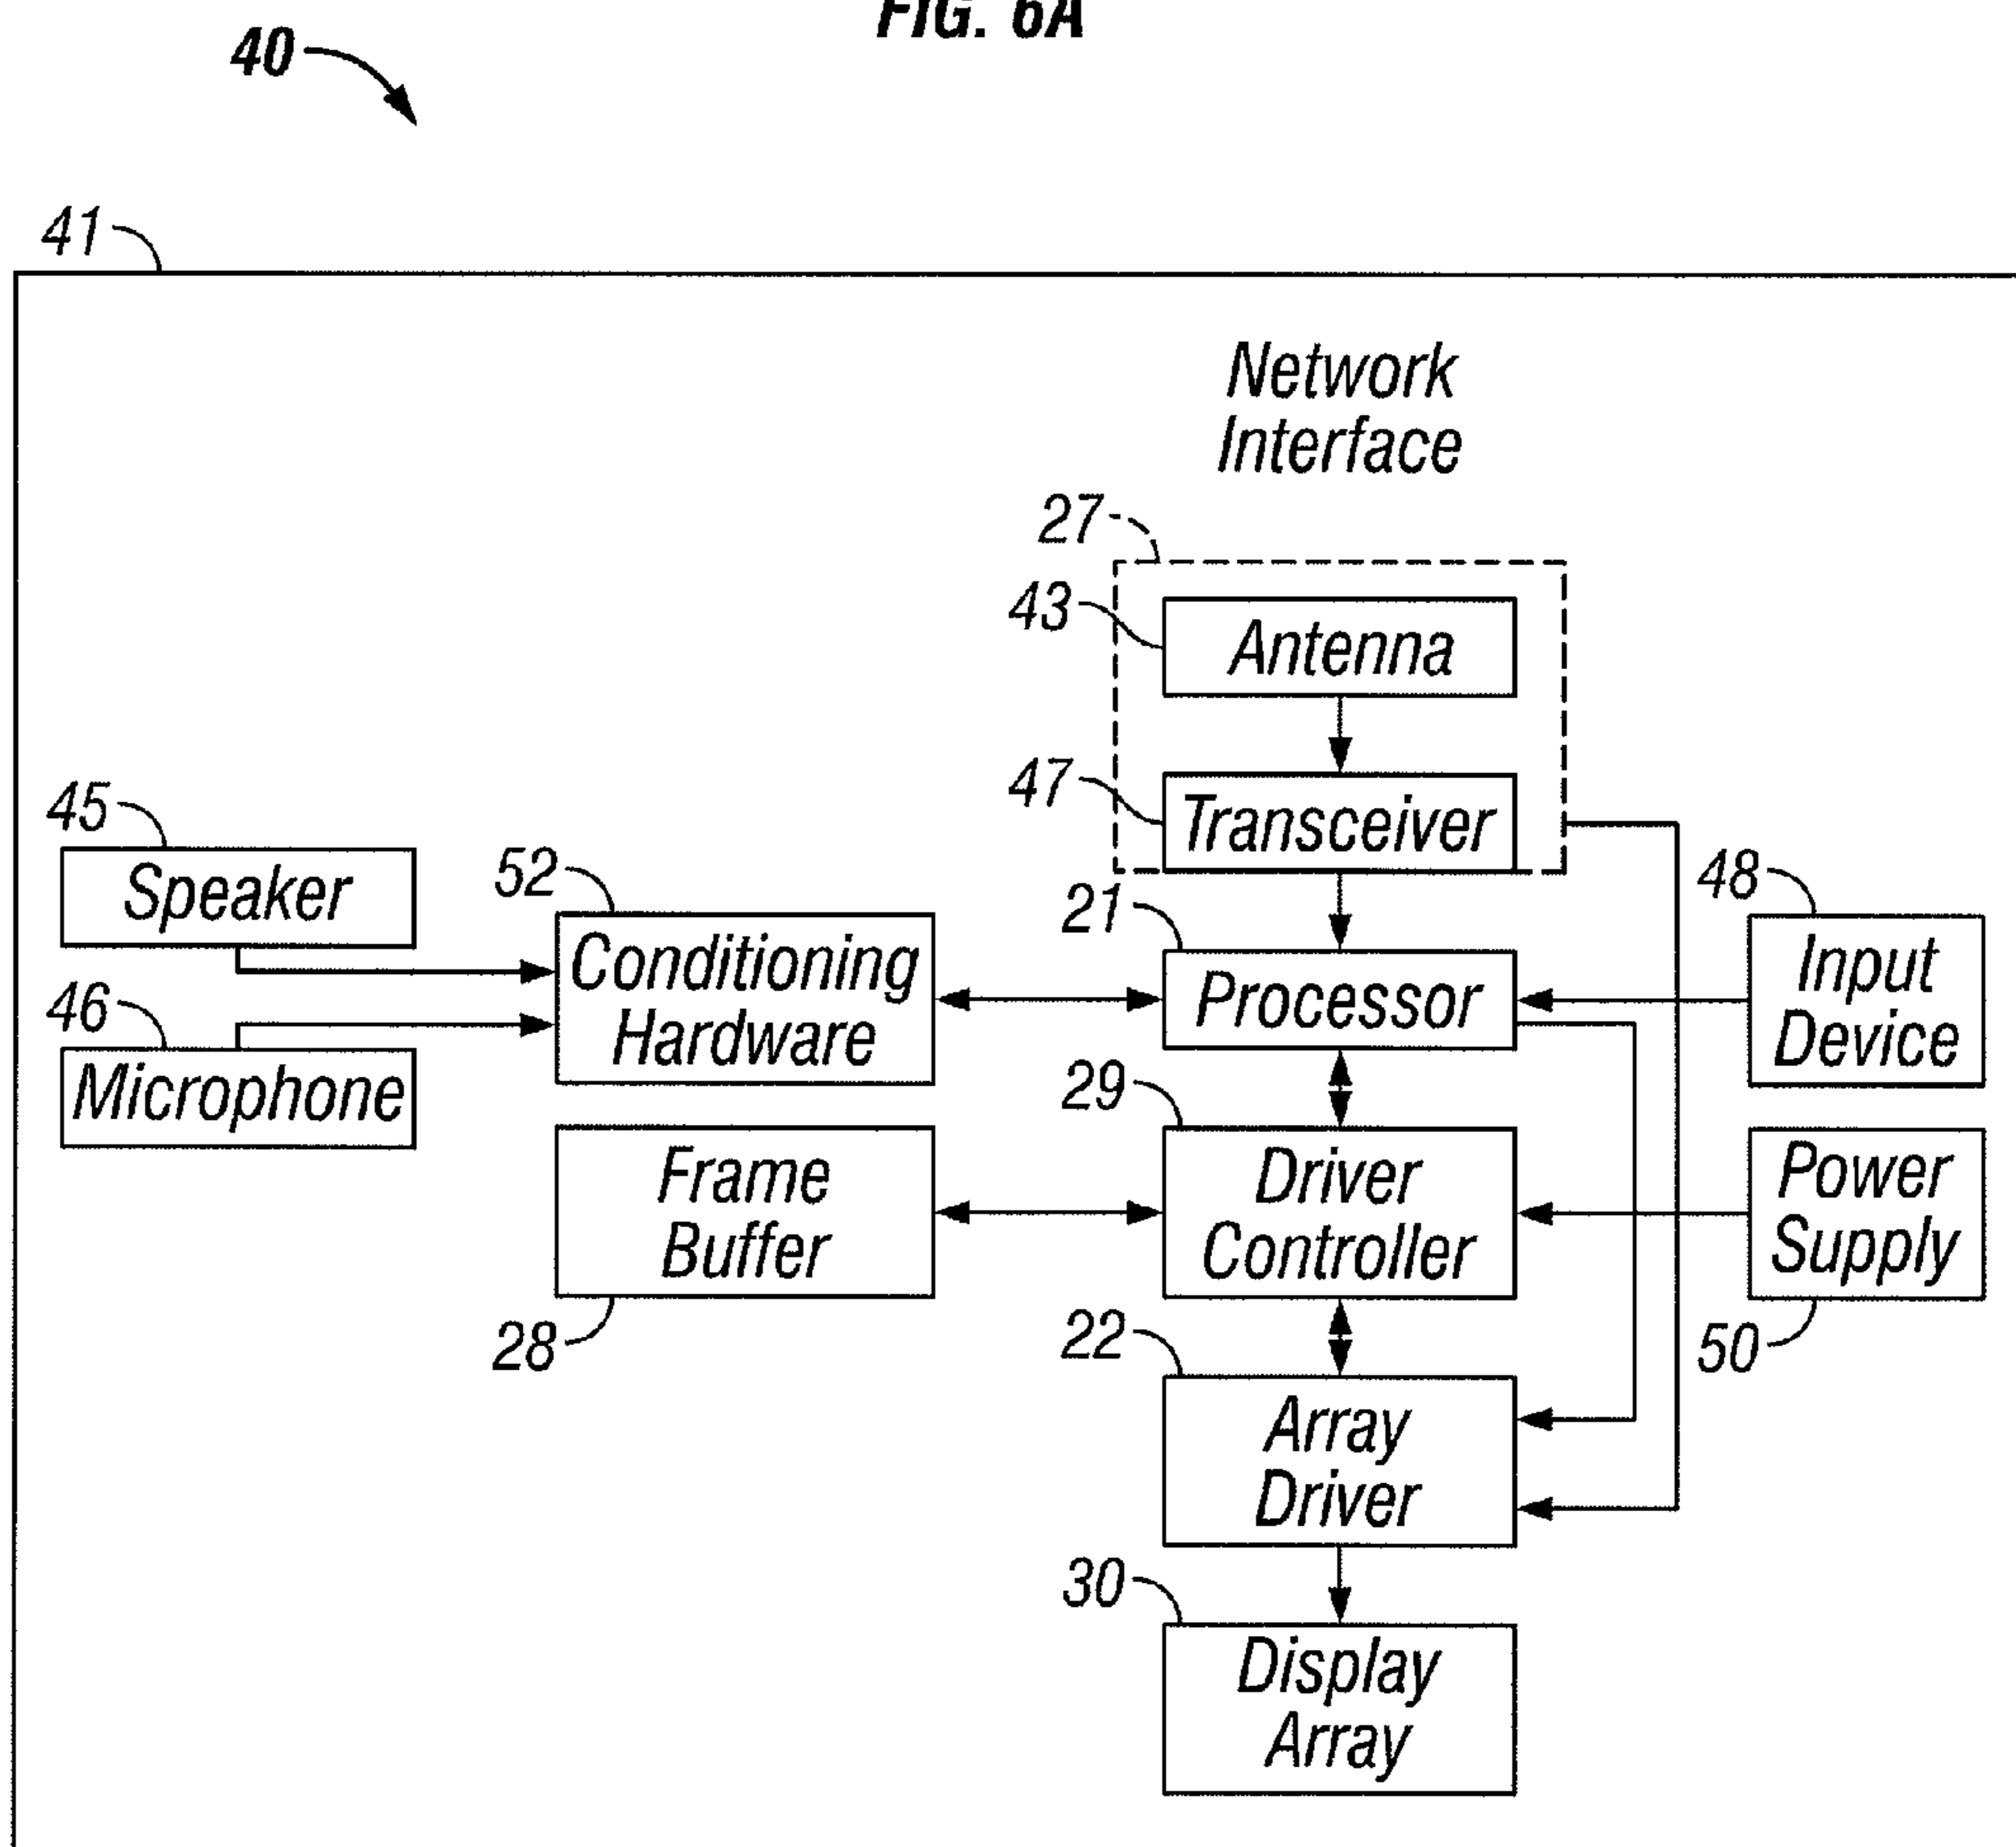 FIG. 6A
40
41
Network
Interface
27
43
Antenna
47
Transceiver
45
Speaker
52
Conditioning
Hardware
21
Processor
48
Input
Device
46
Microphone
29
Driver
Controller
Frame
Buffer
28
Power
Supply
50
22
Array
Driver
30
Display
Array